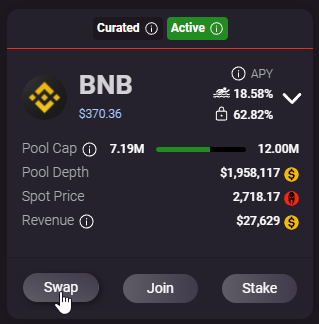 Curated Active
BNB
$370.36
APY
18.58%
62.82%
Pool Cap 7.19M 12.00M
Pool Depth $1,958,117
Spot Price 2,718.17
Revenue $27,629
Swap Join Stake